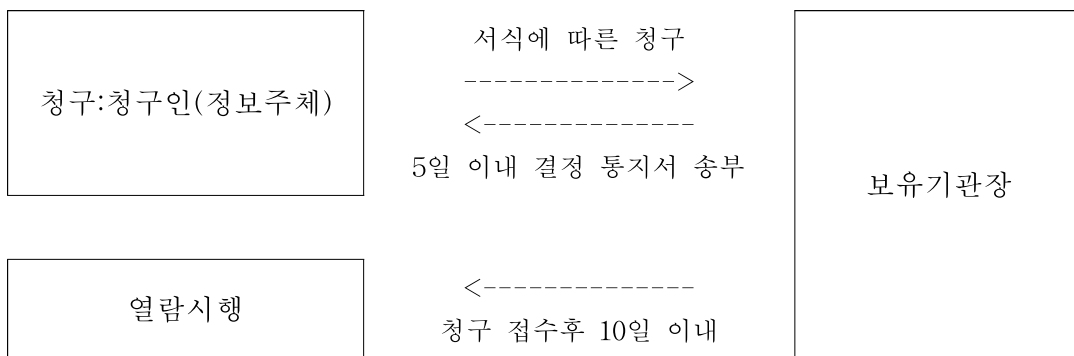 서식에 따른 청구
청구:청구인(정보주체)
-------------->
<--------------
5일 이내 결정 통지서 송부
보유기관장
열람시행
<--------------
청구 접수후 10일 이내